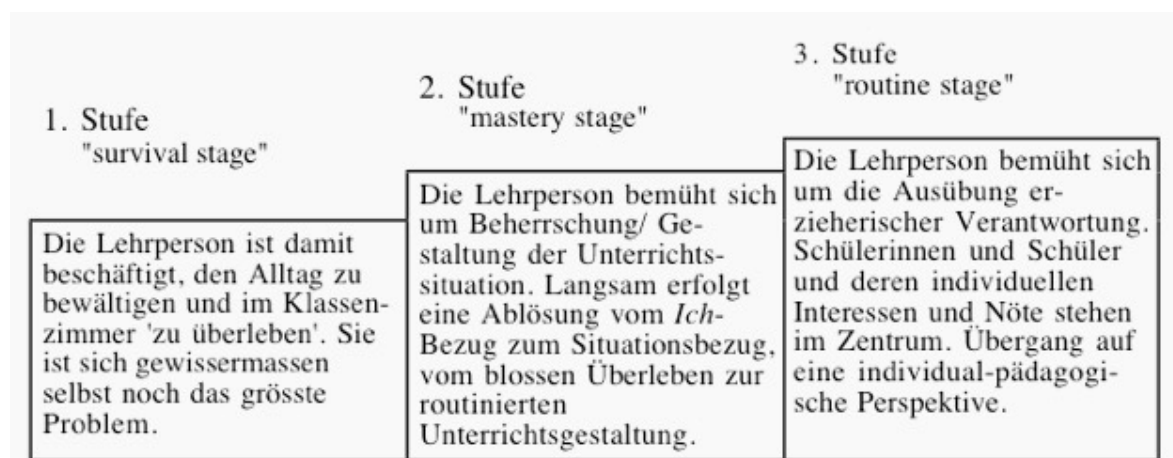 1. Stufe
"survival stage"
Die Lehrperson ist damit
beschäftigt, den Alltag zu
bewältigen und im Klassen-
zimmer 'zu überleben'. Sie
ist sich gewissermassen
selbst noch das grösste
Problem.
2. Stufe
"mastery stage"
Die Lehrperson bemüht sich
um Beherrschung/ Ge-
staltung der Unterrichts-
situation. Langsam erfolgt
eine Ablösung vom Ich-
Bezug zum Situationsbezug,
vom blossen Überleben zur
routinierten
Unterrichtsgestaltung.
3. Stufe
"routine stage"
Die Lehrperson bemüht sich
um die Ausübung er-
zieherischer Verantwortung.
Schülerinnen und Schüler
und deren individuellen
Interessen und Nöte stehen
im Zentrum. Übergang auf
eine individual-pädagogi-
sche Perspektive.